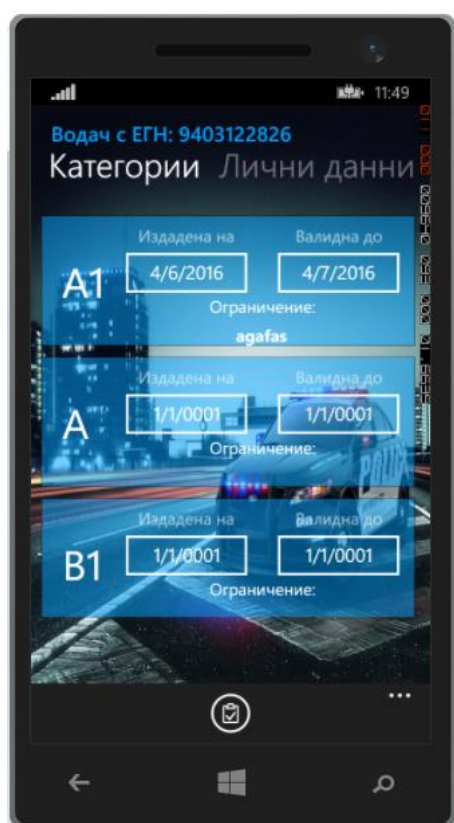 11:49
Водач с ЕГН: 9403122826
Категории Лични данни
Издадена на Валидна до
A1 4/6/2016 4/7/2016
Ограничение:
agafas
Издадена на Валидна до
A 1/1/0001 1/1/0001
Ограничение:
Издадена на Валидна до
B1 1/1/0001 1/1/0001
Ограничение: